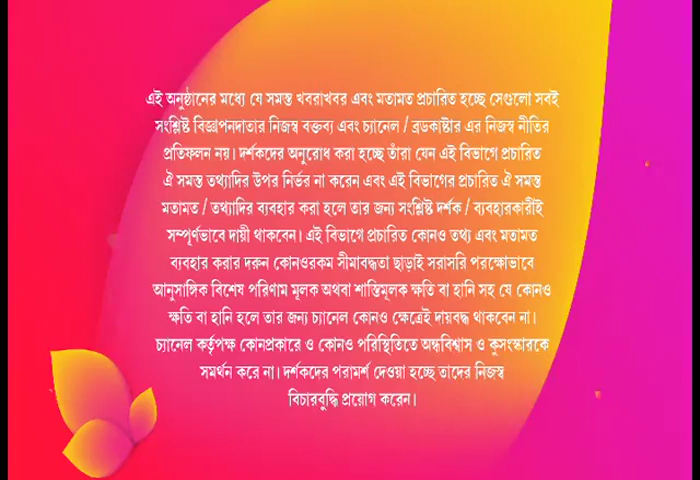 এই অনুষ্ঠানের মধ্যে যে সমস্ত খবরাখবর এবং মতামত প্রচারিত হচ্ছে সেগুলো সবই
সংশ্লিষ্ট বিজ্ঞাপনদাতার নিজস্ব বক্তব্য এবং চ্যানেল / ব্রডকাষ্টার এর নিজস্ব নীতির
প্রতিফলন নয়। দর্শকদের অনুরোধ করা হচ্ছে তাঁরা যেন এই বিভাগে প্রচারিত
ঐ সমস্ত তথ্যাদির উপর নির্ভর না করেন এবং এই বিভাগের প্রচারিত ঐ সমস্ত
মতামত / তথ্যাদির ব্যবহার করা হলে তার জন্য সংশ্লিষ্ট দর্শক / ব্যবহারকারীই
সম্পূর্ণভাবে দায়ী থাকবেন। এই বিভাগে প্রচারিত কোনও তথ্য এবং মতামত
ব্যবহার করার দরুন কোনওরকম সীমাবদ্ধতা ছাড়াই সরাসরি পরক্ষোভাবে
আনুসাঙ্গিক বিশেষ পরিণাম মূলক অথবা শাস্তিমূলক ক্ষতি বা হানি সহ যে কোনও
ক্ষতি বা হানি হলে তার জন্য চ্যানেল কোনও ক্ষেত্রেই দায়বদ্ধ থাকবেন না।
চ্যানেল কর্তৃপক্ষ কোনপ্রকারে ও কোনও পরিস্থিতিতে অন্ধবিশ্বাস ও কুসংস্কারকে
সমর্থন করে না। দর্শকদের পরামর্শ দেওয়া হচ্ছে তাদের নিজস্ব
বিচারবুদ্ধি প্রয়োগ করেন।